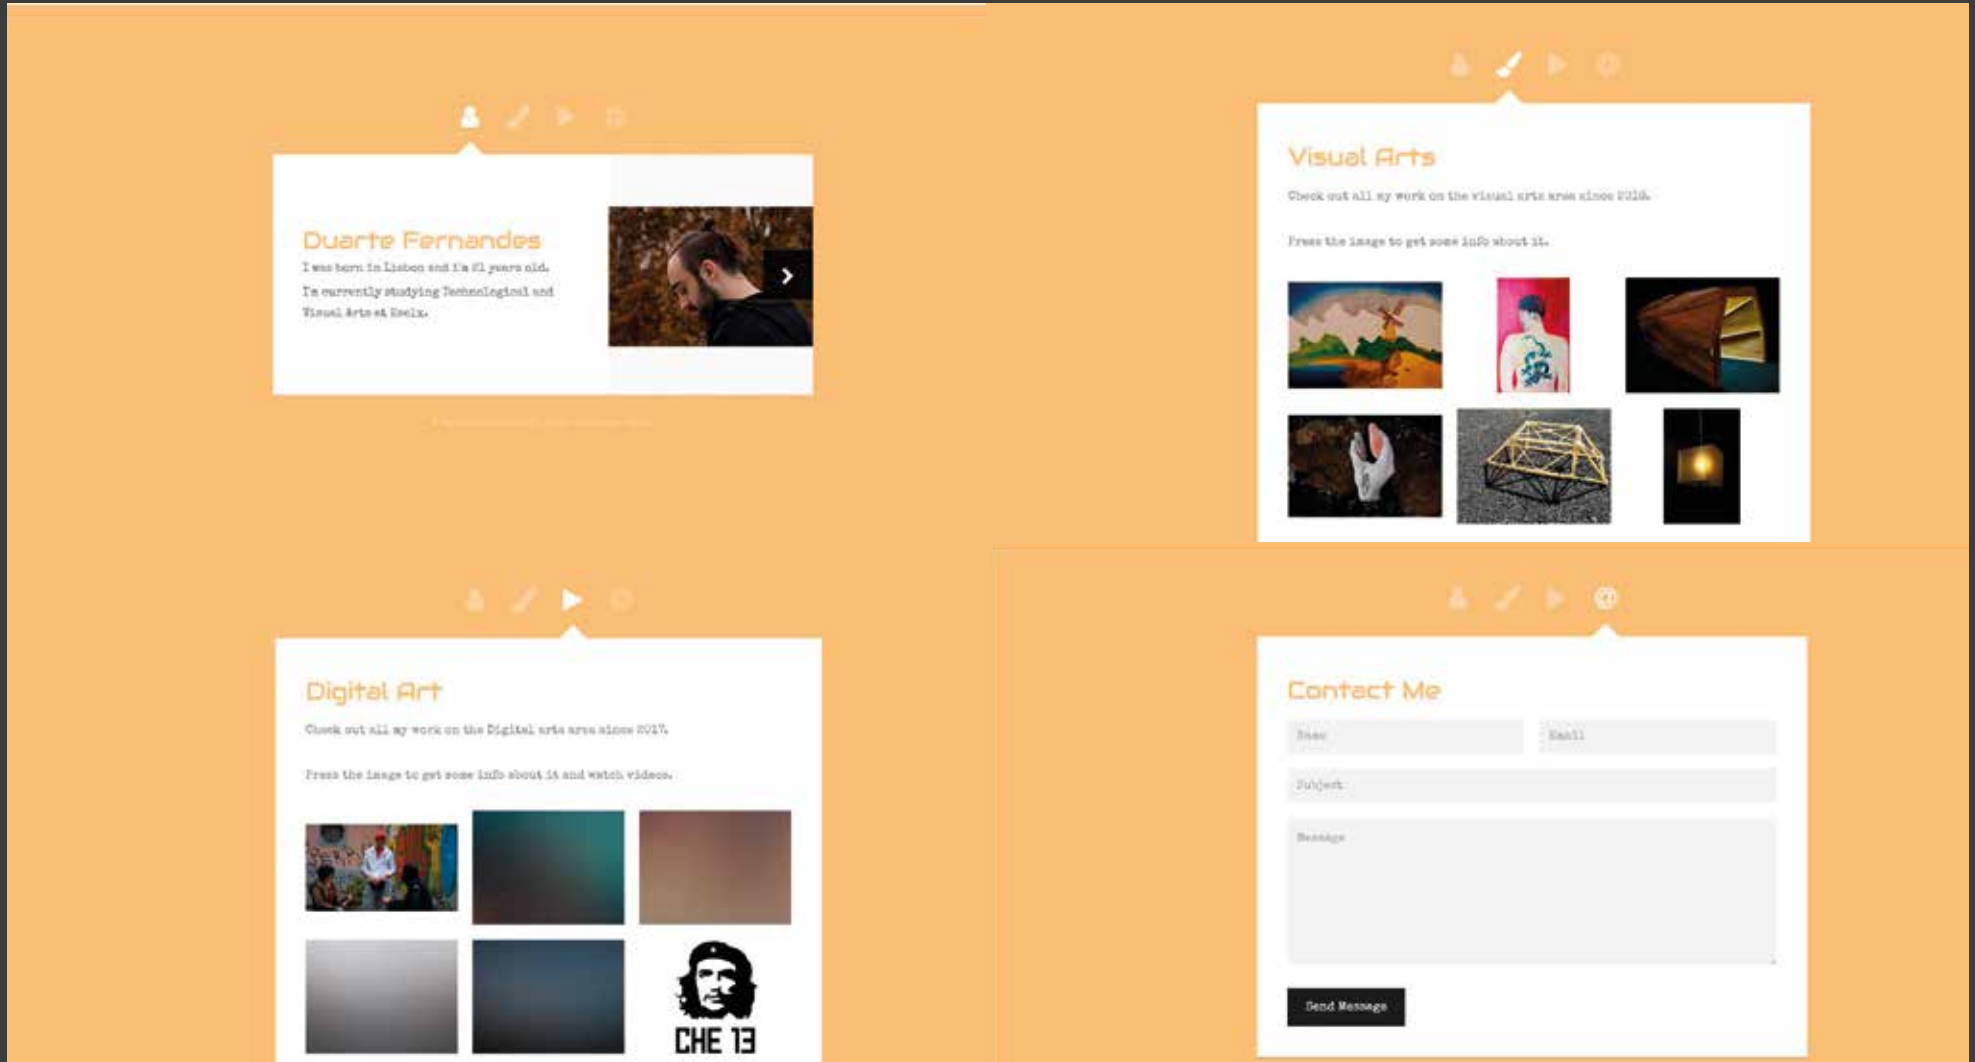 Duarte Fernandes
I was born in Lisbon and I'm 21 years old.
I'm currently studying Technological and
Visual Arts at Eselx.
Visual Arts
Check out all my work on the visual arts area since 2018.
Press the image to get some info about it.
Digital Art
Check out all my work on the Digital arts area since 2017.
Press the image to get some info about it and watch videos.
CHE 13
Contact Me
Name
Email
Subject
Message
Send Message